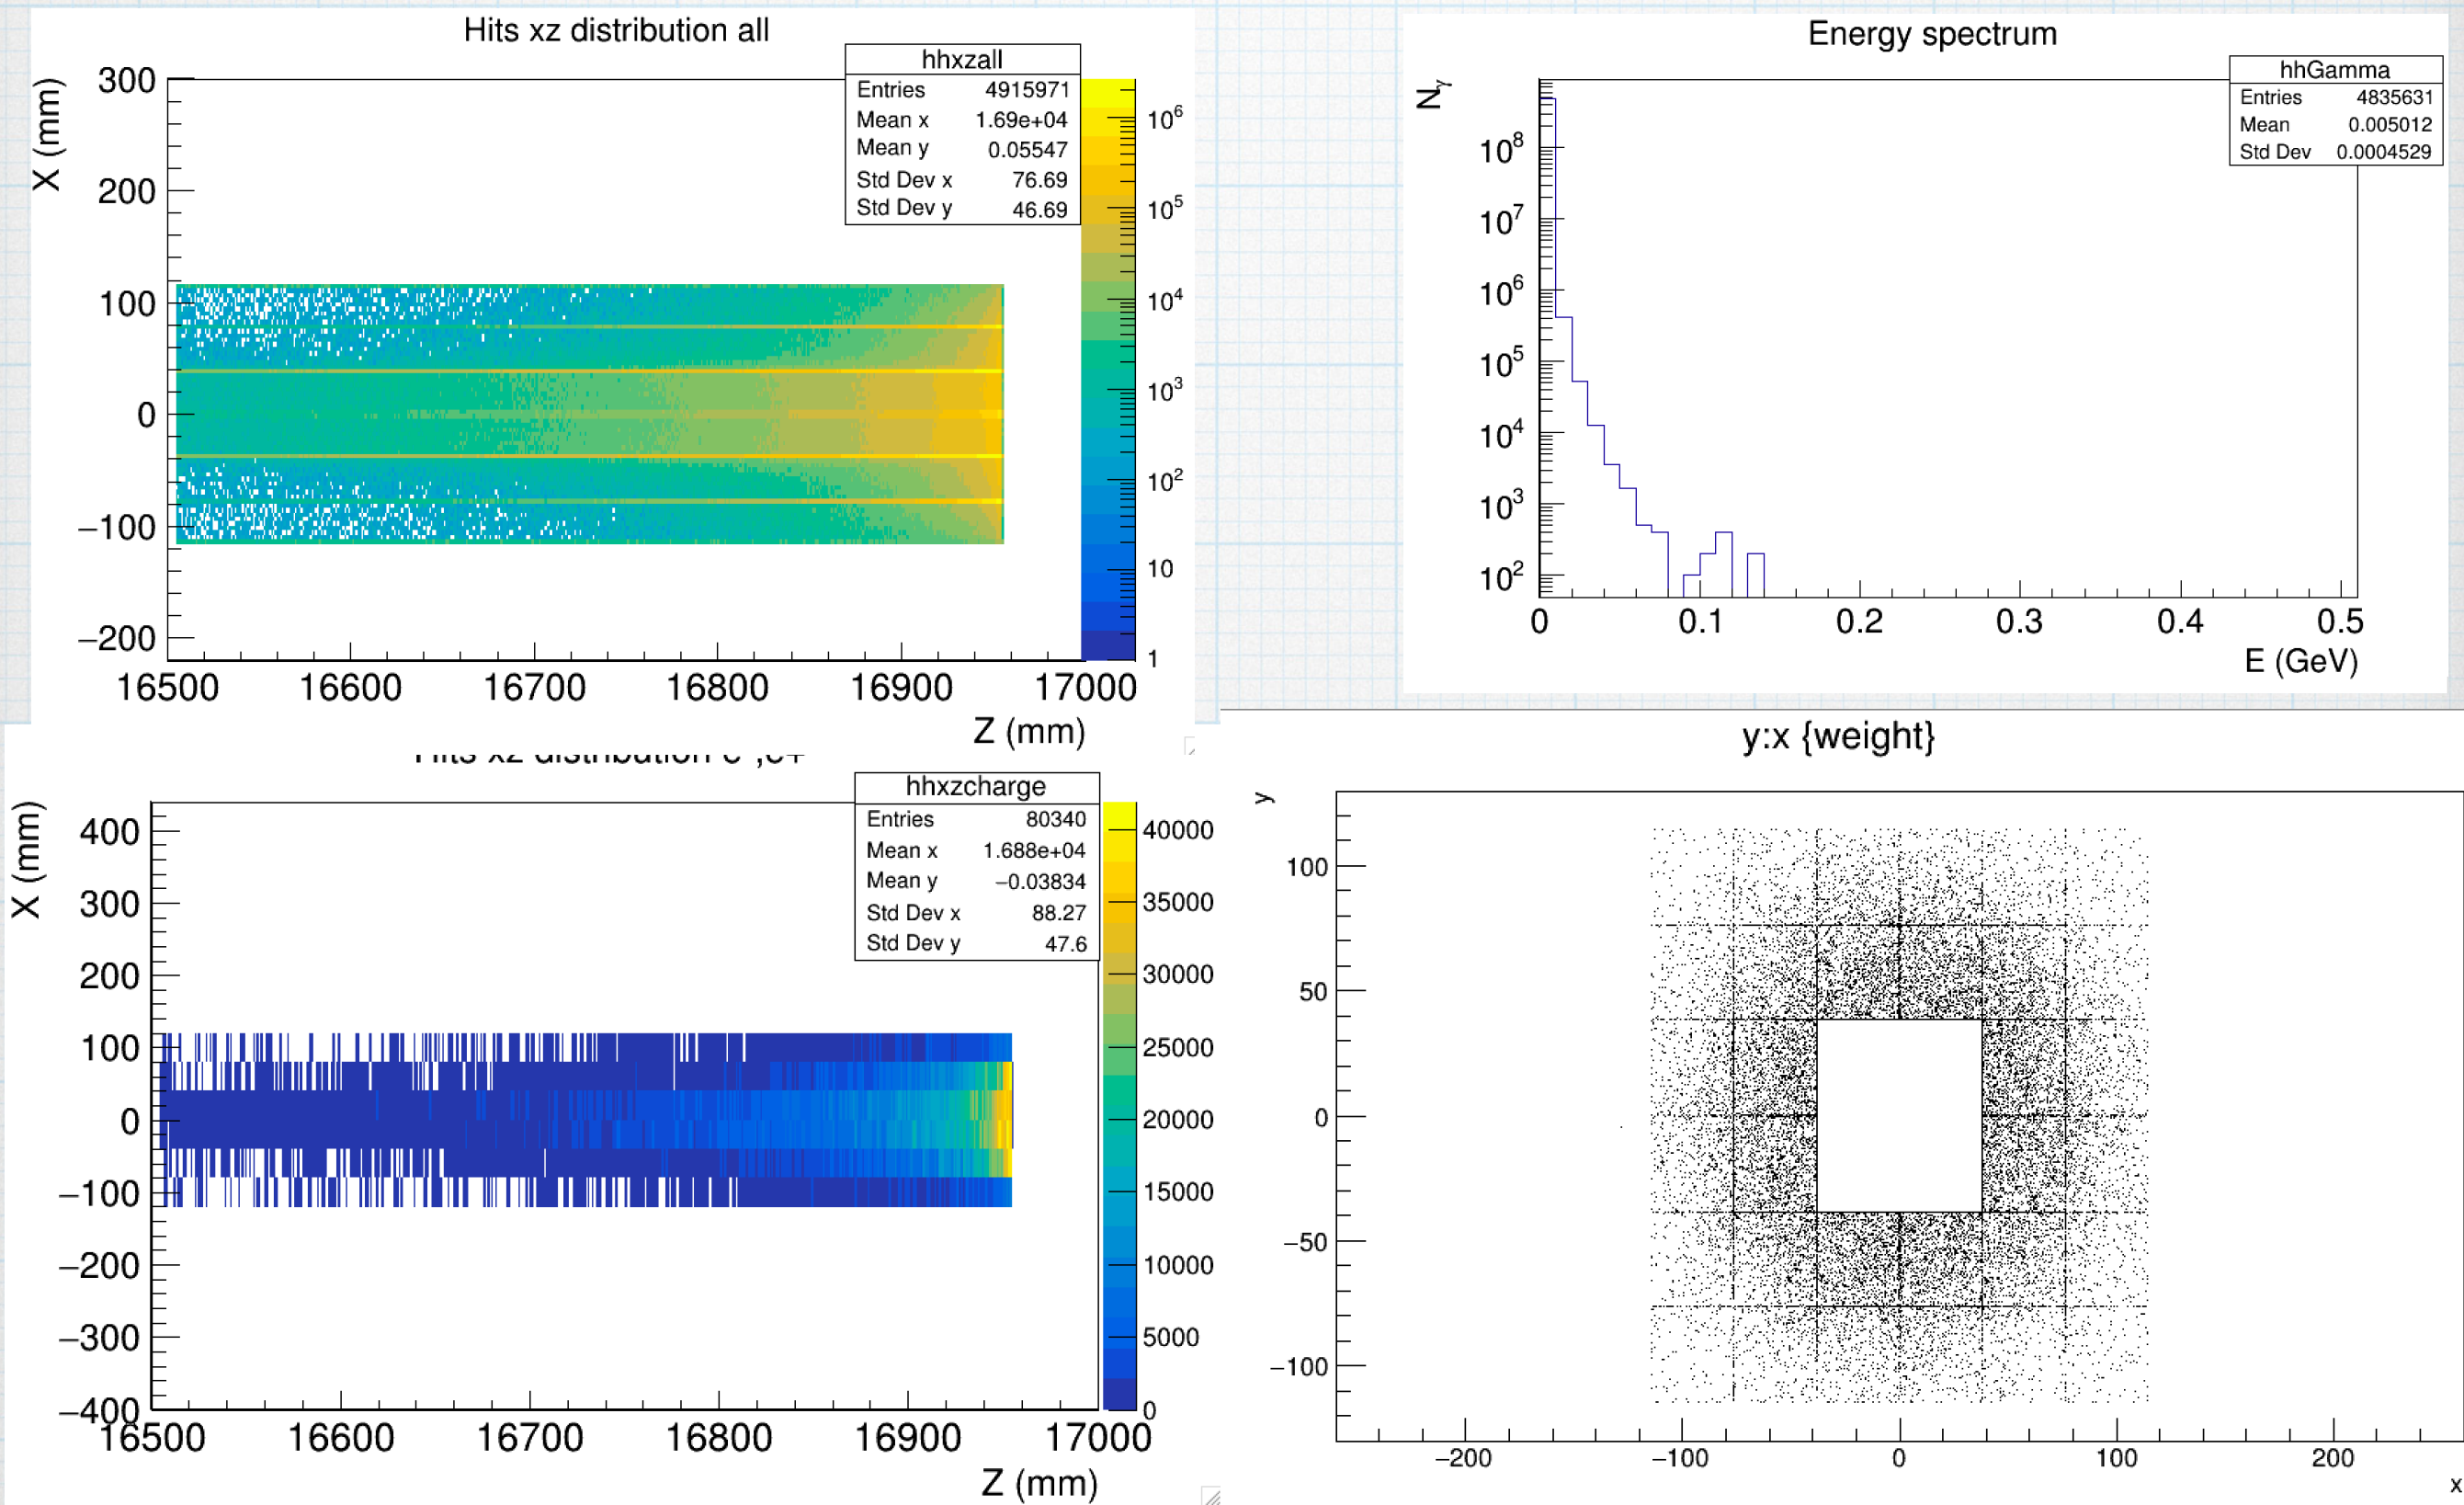 Hits xz distribution all
hhxzall
Entries 4915971
Mean x 1.69e+04
Mean y 0.05547
Std Dev x 76.69
Std Dev y 46.69
X (mm)
300
200
100
0
−100
−200
16500 16600 16700 16800 16900 17000
Z (mm)
10^6
10^5
10^4
10^3
10^2
10
1
Energy spectrum
hhGamma
Entries 4835631
Mean 0.005012
Std Dev 0.0004529
Nγ
10^8
10^7
10^6
10^5
10^4
10^3
10^2
0 0.1 0.2 0.3 0.4 0.5
E (GeV)
Hits xz distribution e-,e+
hhxzcharge
Entries 80340
Mean x 1.688e+04
Mean y −0.03834
Std Dev x 88.27
Std Dev y 47.6
X (mm)
400
300
200
100
0
−100
−200
−300
−400
16500 16600 16700 16800 16900 17000
Z (mm)
40000
35000
30000
25000
20000
15000
10000
5000
0
y:x {weight}
y
100
50
0
−50
−100
−200 −100 0 100 200
x